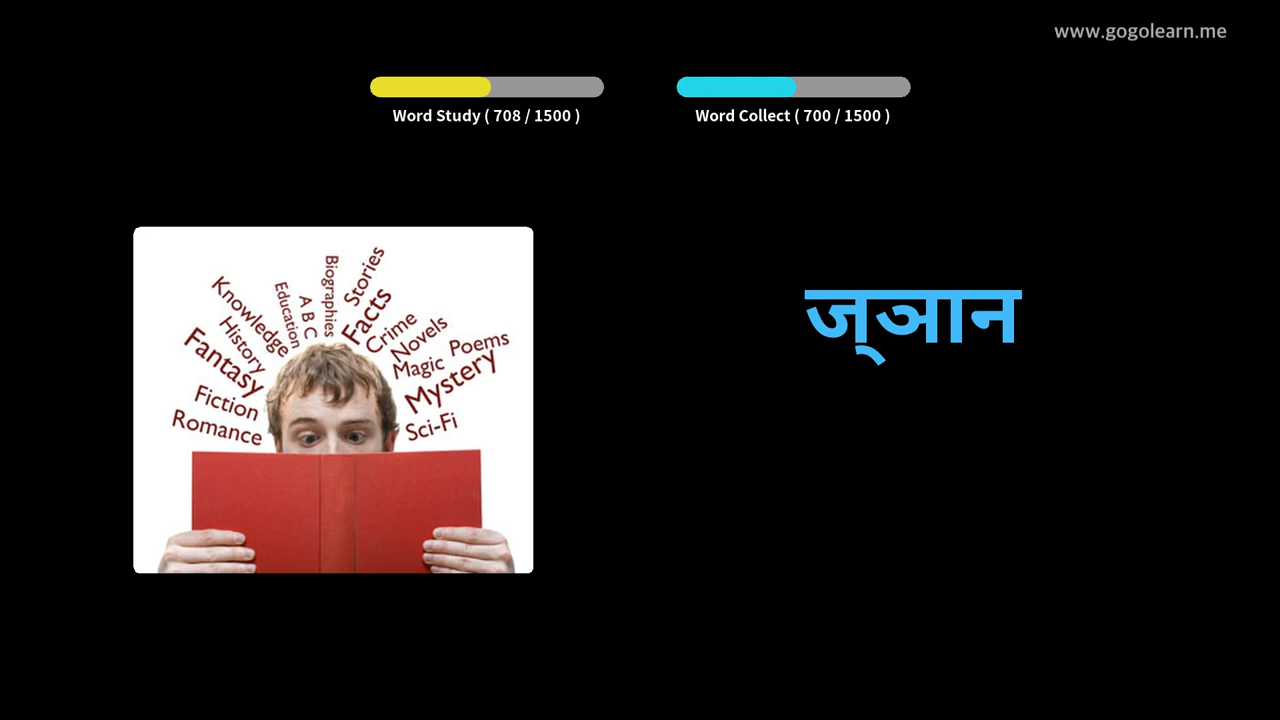 www.gogolearn.me
Word Study ( 708 / 1500 )
Word Collect ( 700 / 1500 )
Biographies
Stories
Education
A B C
Facts
Knowledge
Crime
History
Novels
Fantasy
Magic
Poems
Mystery
Fiction
Romance
Sci-Fi
ज्‌ञान